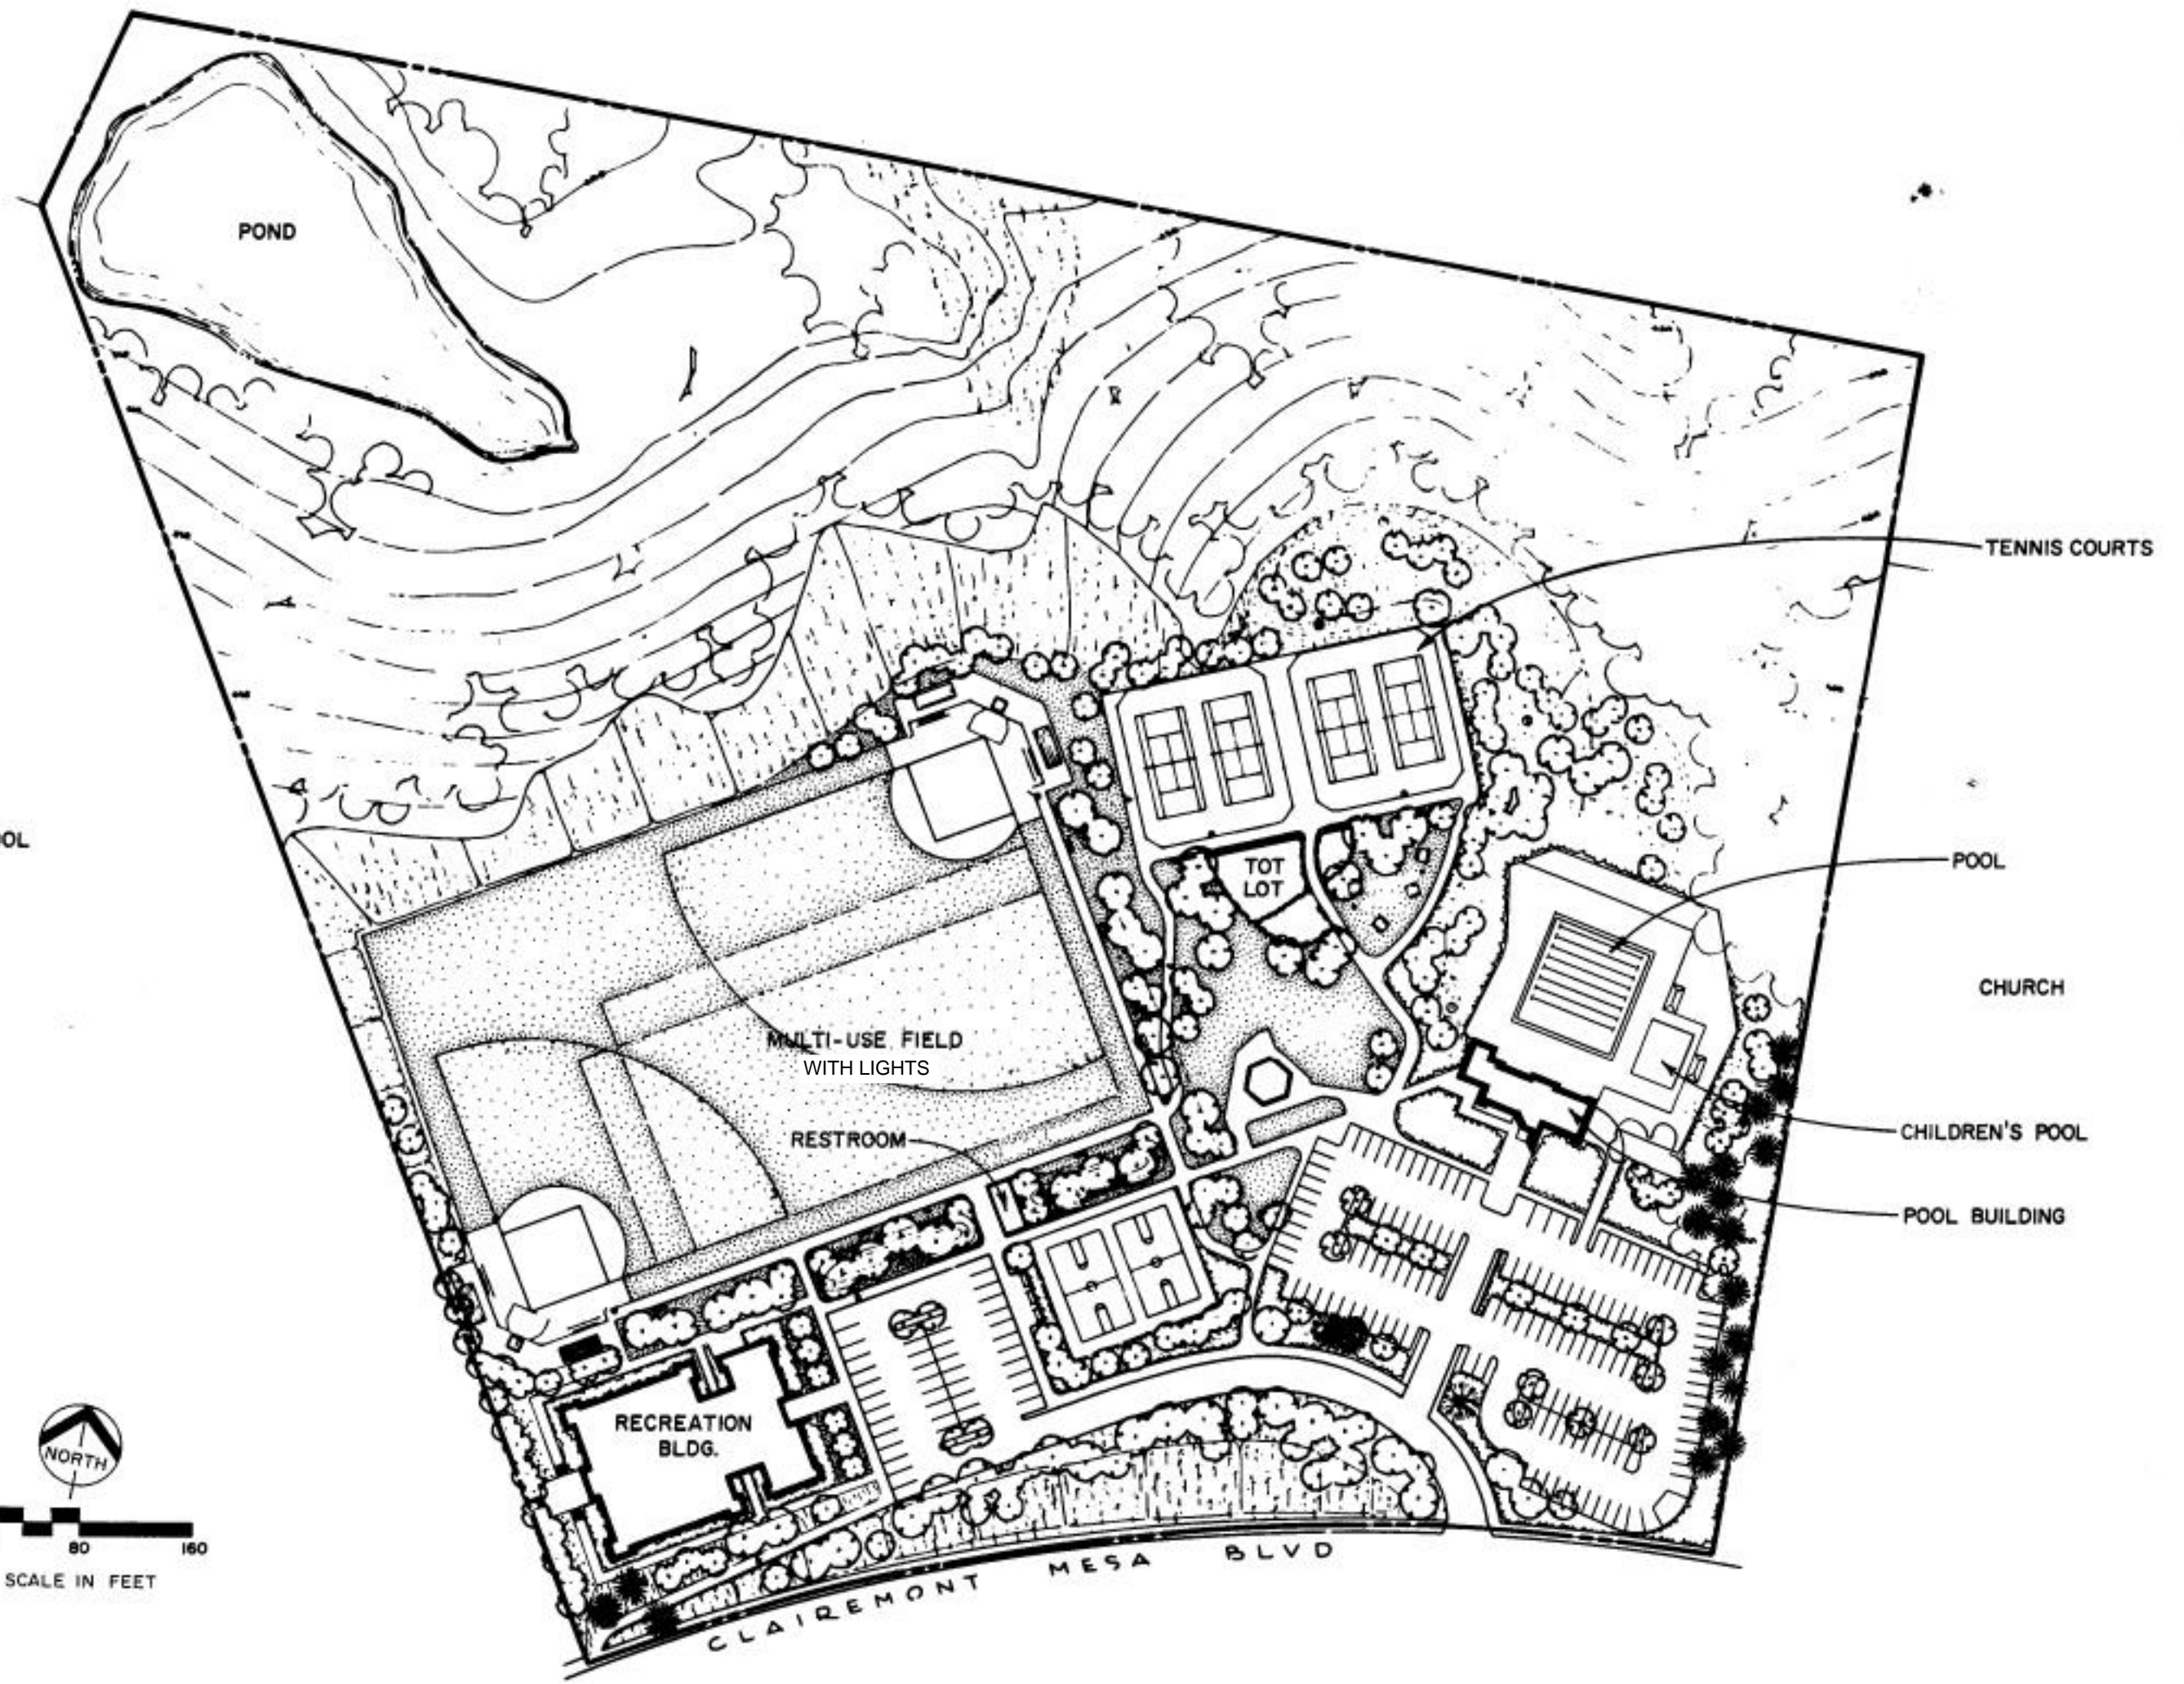 POND
TENNIS COURTS
OOL
TOT
LOT
POOL
CHURCH
MULTI-USE FIELD
WITH LIGHTS
RESTROOM
CHILDREN'S POOL
POOL BUILDING
RECREATION
BLDG.
NORTH
80 160
SCALE IN FEET
CLAIREMONT MESA BLVD